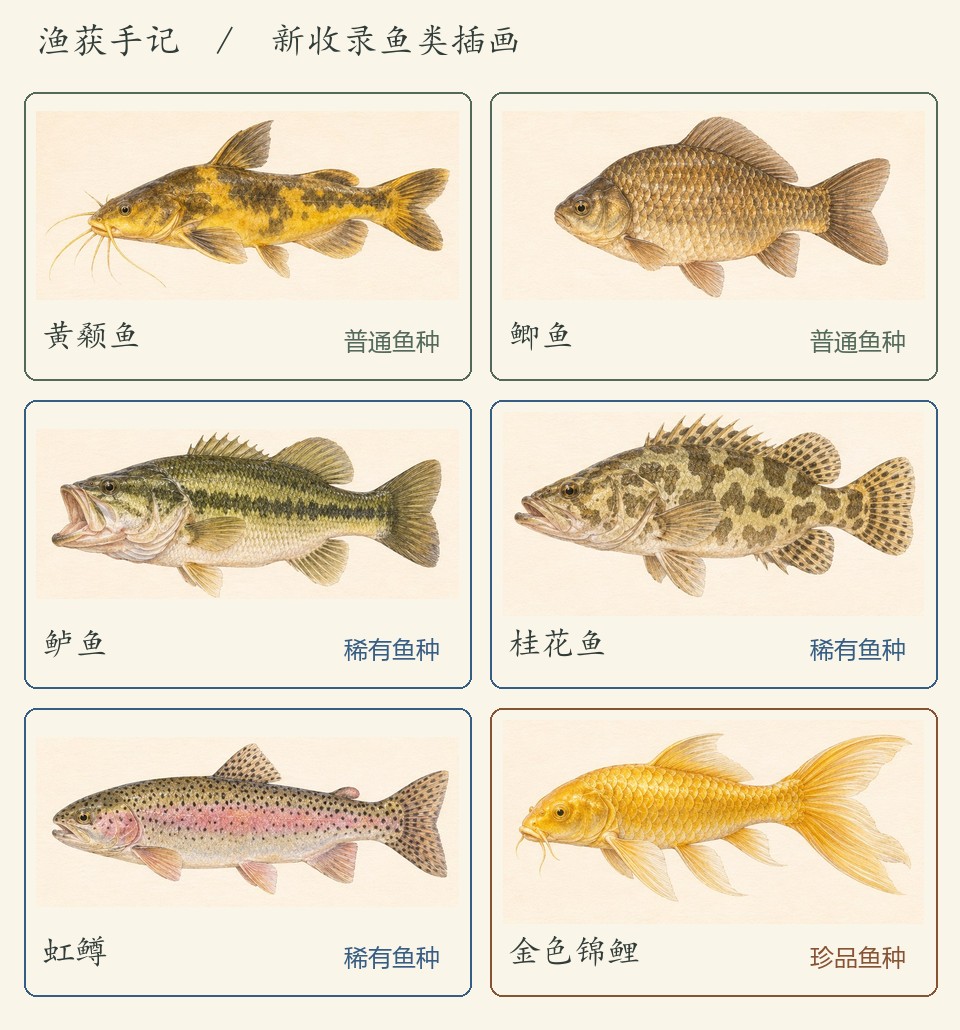 渔获手记 / 新收录鱼类插画
黄颡鱼 普通鱼种
鲫鱼 普通鱼种
鲈鱼 稀有鱼种
桂花鱼 稀有鱼种
虹鳟 稀有鱼种
金色锦鲤 珍品鱼种